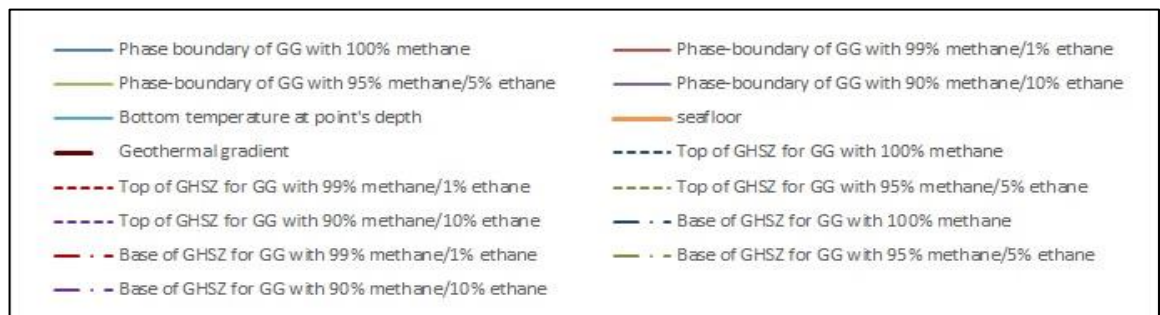 Phase boundary of GG with 100% methane
Phase-boundary of GG with 99% methane/1% ethane
Phase-boundary of GG with 95% methane/5% ethane
Phase-boundary of GG with 90% methane/10% ethane
Bottom temperature at point's depth
seafloor
Geothermal gradient
Top of GHSZ for GG with 100% methane
Top of GHSZ for GG with 99% methane/1% ethane
Top of GHSZ for GG with 95% methane/5% ethane
Top of GHSZ for GG with 90% methane/10% ethane
Base of GHSZ for GG with 100% methane
Base of GHSZ for GG with 99% methane/1% ethane
Base of GHSZ for GG with 95% methane/5% ethane
Base of GHSZ for GG with 90% methane/10% ethane